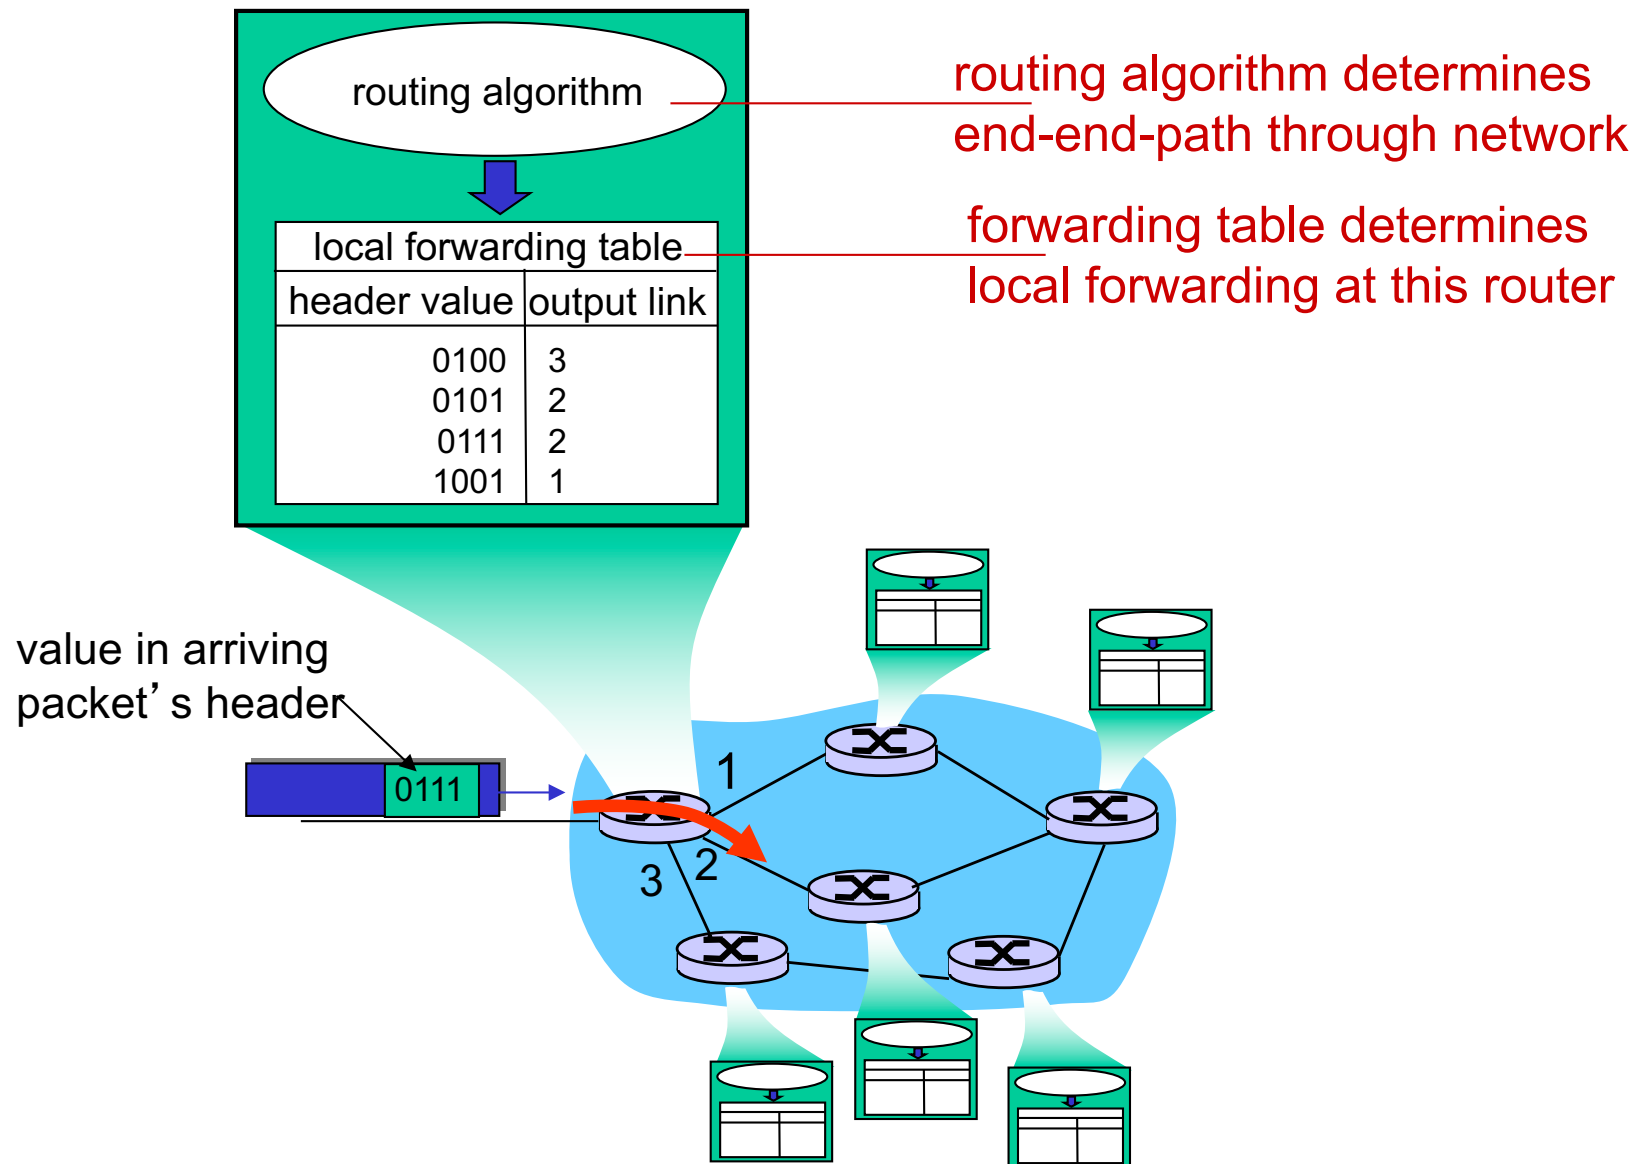 routing algorithm
routing algorithm determines
end-end-path through network
local forwarding table
forwarding table determines
local forwarding at this router
header value output link
0100 3
0101 2
0111 2
1001 1
value in arriving
packet’s header
0111
1
2
3